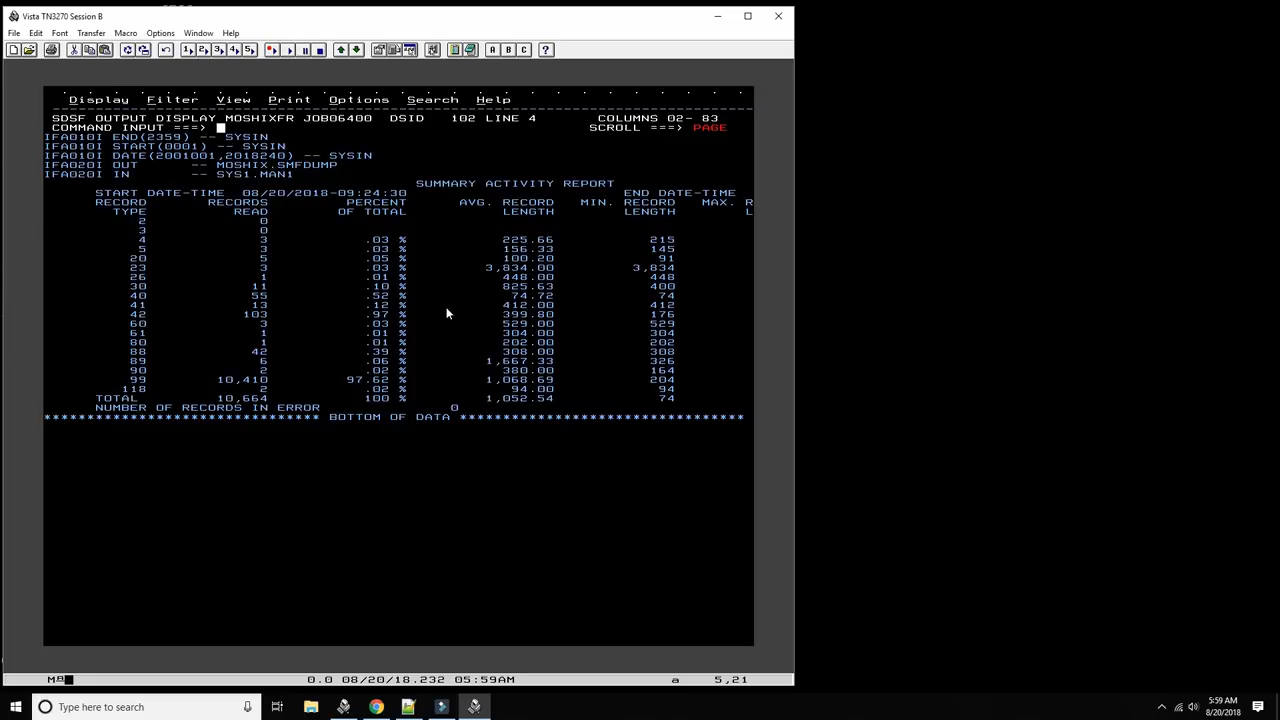 Vista TN3270 Session B
File Edit Font Transfer Macro Options Window Help
1 2 3 4 5 A B C ?
Display Filter View Print Options Search Help
SDSF OUTPUT DISPLAY MOSHIXFR JOB06400 DSID 102 LINE 4 COLUMNS 02- 83
COMMAND INPUT ===> SCROLL ===> PAGE
IFA010I END(2359) -- SYSIN
IFA010I START(0001) -- SYSIN
IFA010I DATE(2001001,2018240) -- SYSIN
IFA020I OUT -- MOSHIX.SMFDUMP
IFA020I IN -- SYS1.MAN1
SUMMARY ACTIVITY REPORT
START DATE-TIME 08/20/2018-09:24:30 END DATE-TIME
RECORD RECORDS PERCENT AVG. RECORD MIN. RECORD MAX. R
TYPE READ OF TOTAL LENGTH LENGTH L
2 0
3 0
4 3 .03 % 225.66 215
5 3 .03 % 156.33 145
20 5 .05 % 100.20 91
23 3 .03 % 3,834.00 3,834
26 1 .01 % 448.00 448
30 11 .10 % 825.63 400
40 55 .52 % 74.72 74
41 13 .12 % 412.00 412
42 103 .97 % 399.80 176
60 3 .03 % 529.00 529
61 1 .01 % 304.00 304
80 1 .01 % 202.00 202
88 42 .39 % 308.00 308
89 6 .06 % 1,667.33 326
90 2 .02 % 380.00 164
99 10,410 97.62 % 1,068.69 204
118 2 .02 % 94.00 94
TOTAL 10,664 100 % 1,052.54 74
NUMBER OF RECORDS IN ERROR 0
******************************** BOTTOM OF DATA *********************************
0.0 08/20/18.232 05:59AM a 5,21
Type here to search
5:59 AM
8/20/2018